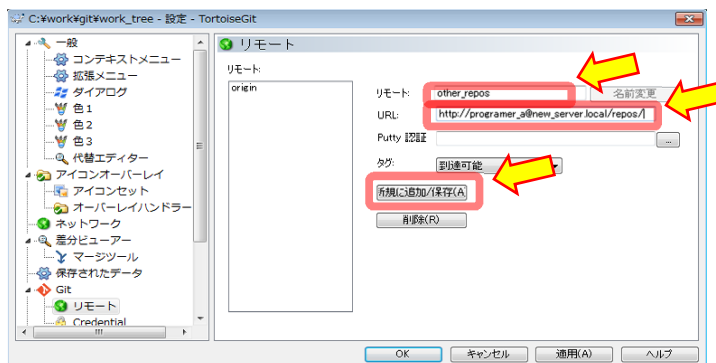 C:¥work¥git¥work_tree - 設定 - TortoiseGit
一般
コンテキストメニュー
拡張メニュー
ダイアログ
色1
色2
色3
代替エディター
アイコンオーバーレイ
アイコンセット
オーバーレイハンドラー
ネットワーク
差分ビューアー
マージツール
保存されたデータ
Git
リモート
Credential
リモート
リモート:
origin
リモート:
other_repos
名前変更
URL:
http://programer_a@new_server.local/repos/
Putty 認証
...
タグ:
到達可能
規に追加/保存(A
削除(R)
OK
キャンセル
適用(A)
ヘルプ